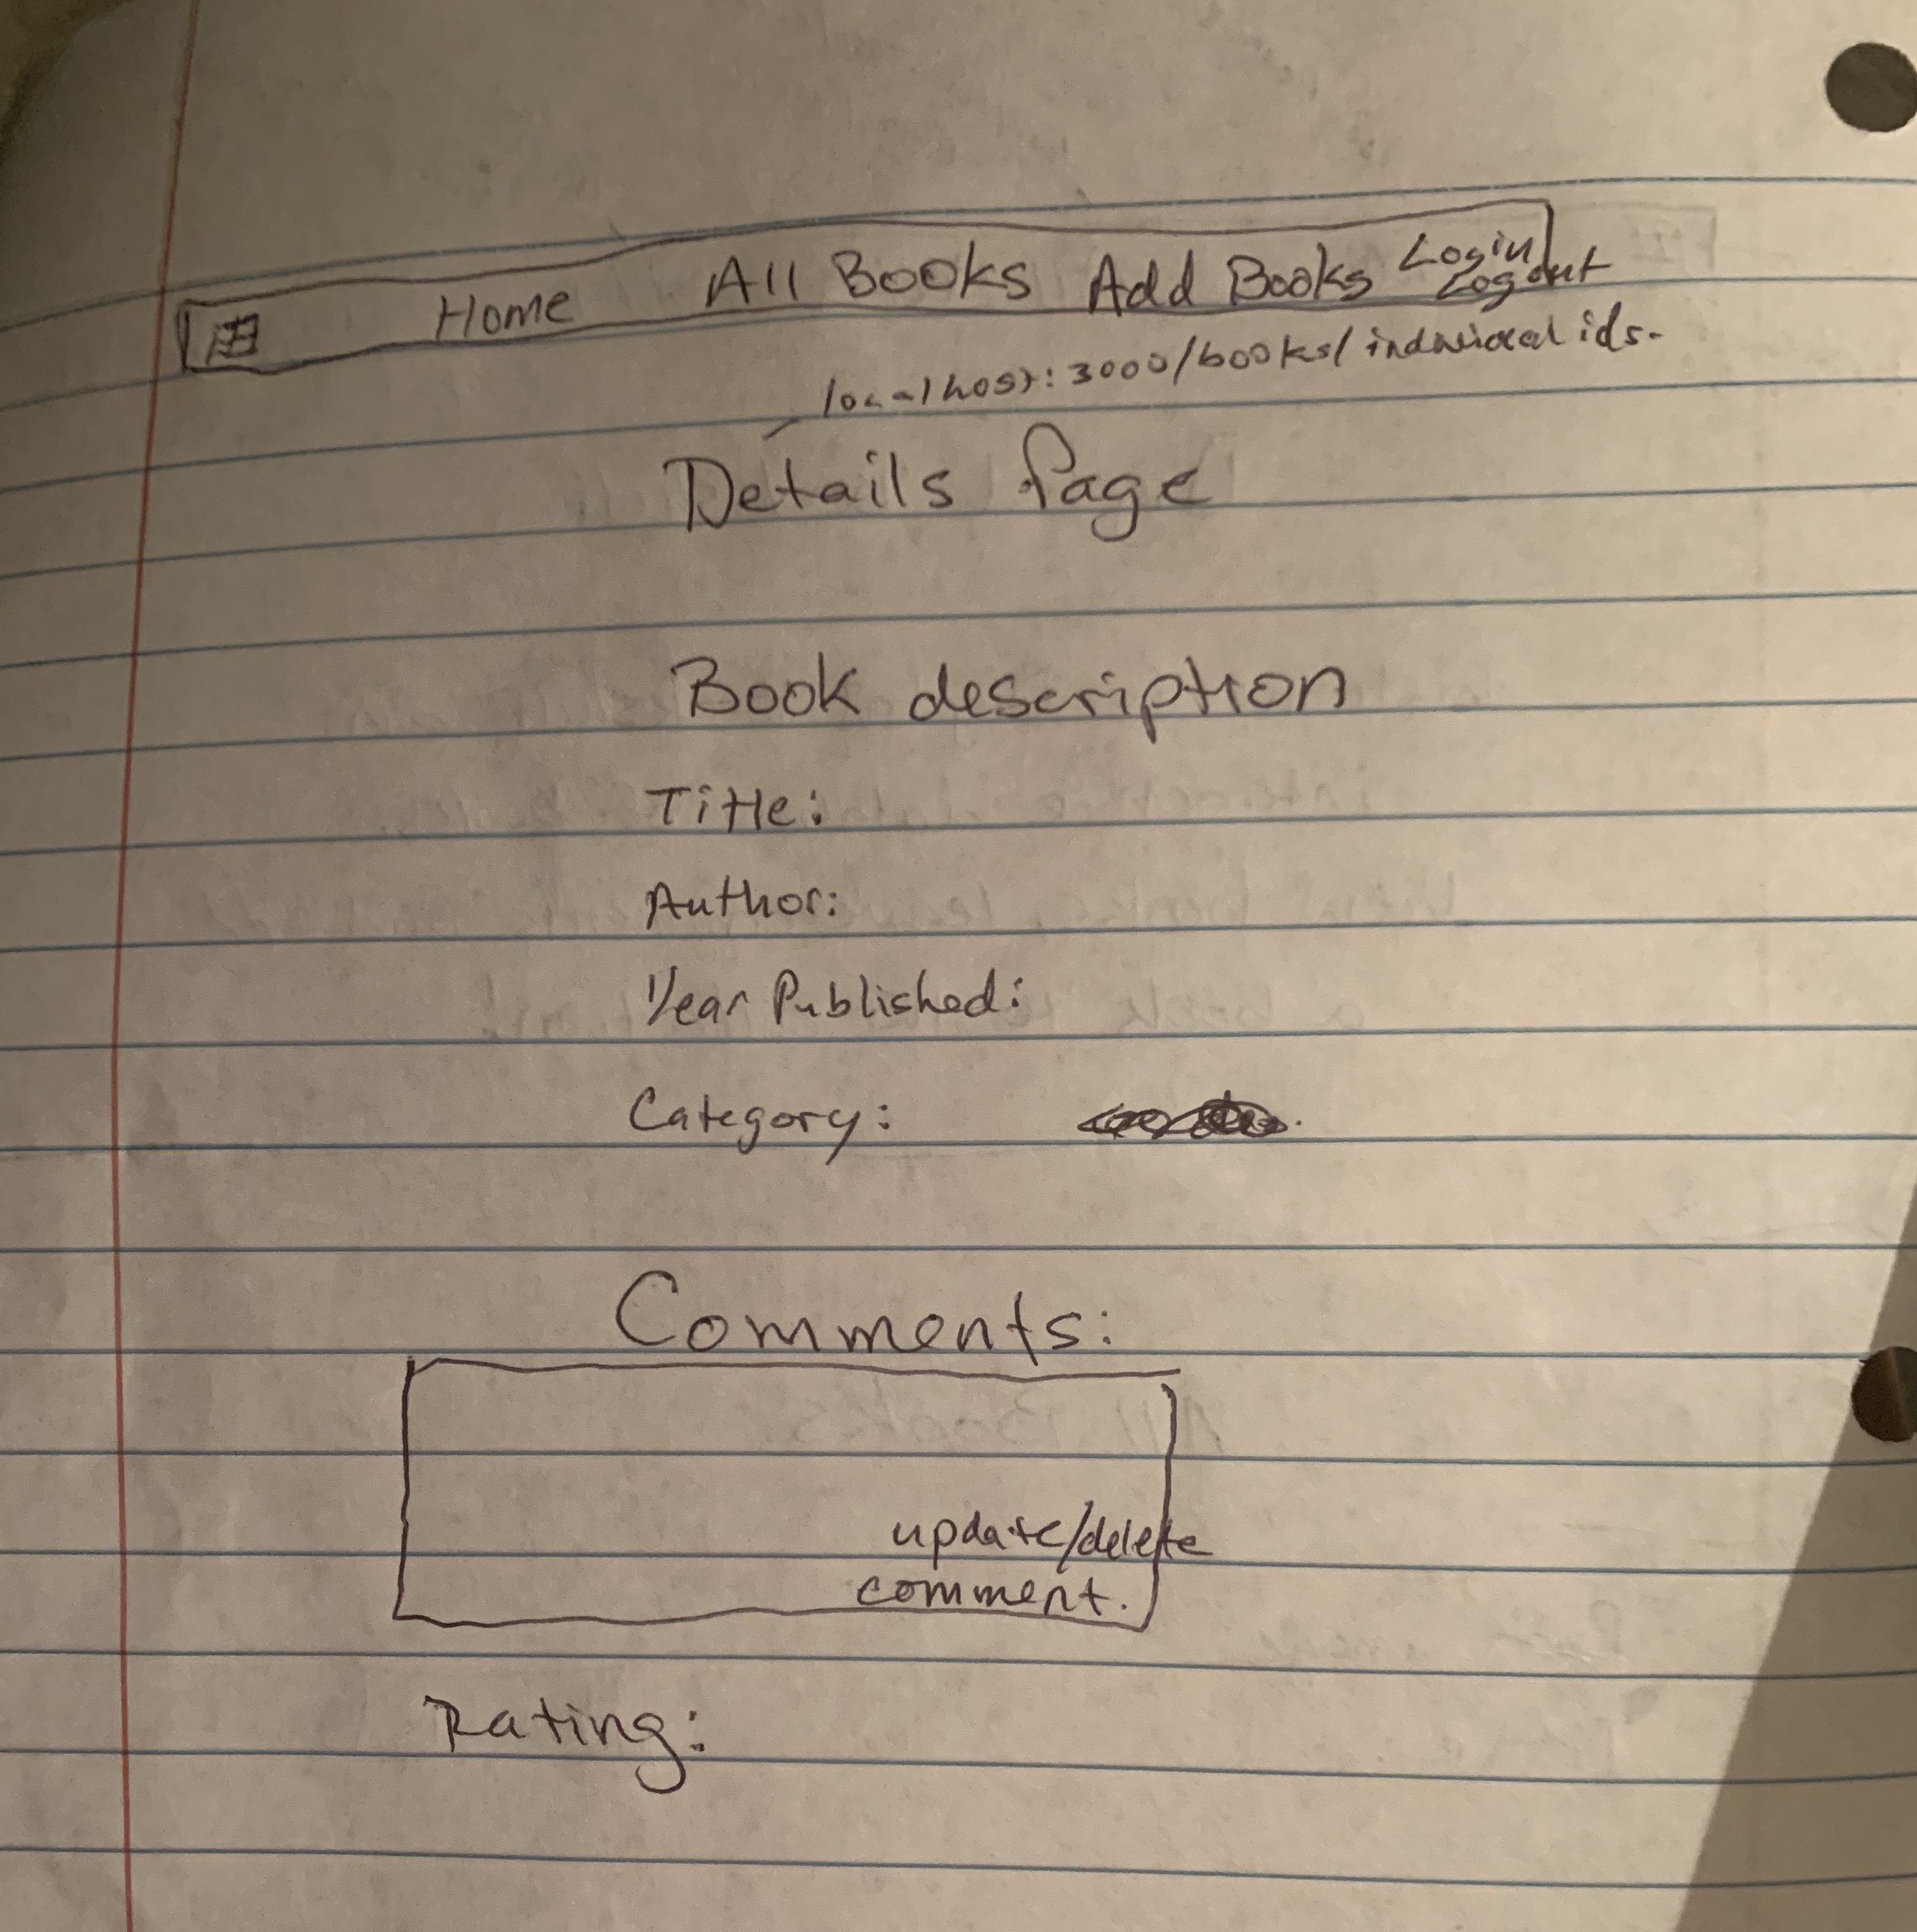 Home All Books Add Books Login
Logout
localhost:3000/books/individual ids.
Details Page
Book description
Title:
Author:
Year Published:
Category:
Comments:
update/delete
comment.
Rating: